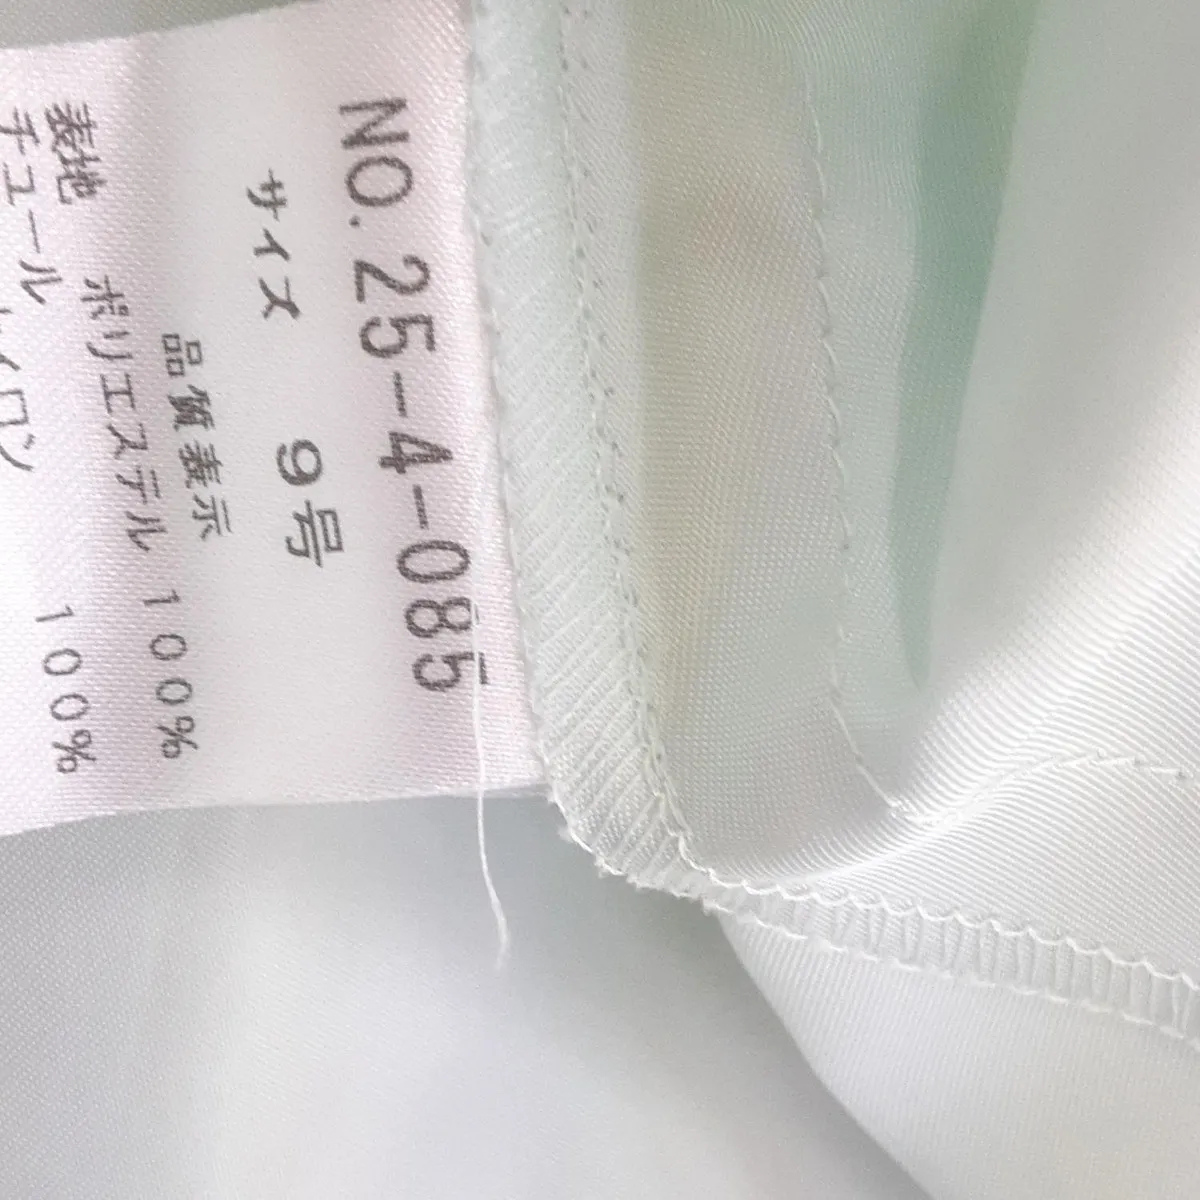 NO. 25-4-085
サイズ 9号
品質表示
表地 ポリエステル 100%
チュール 100%